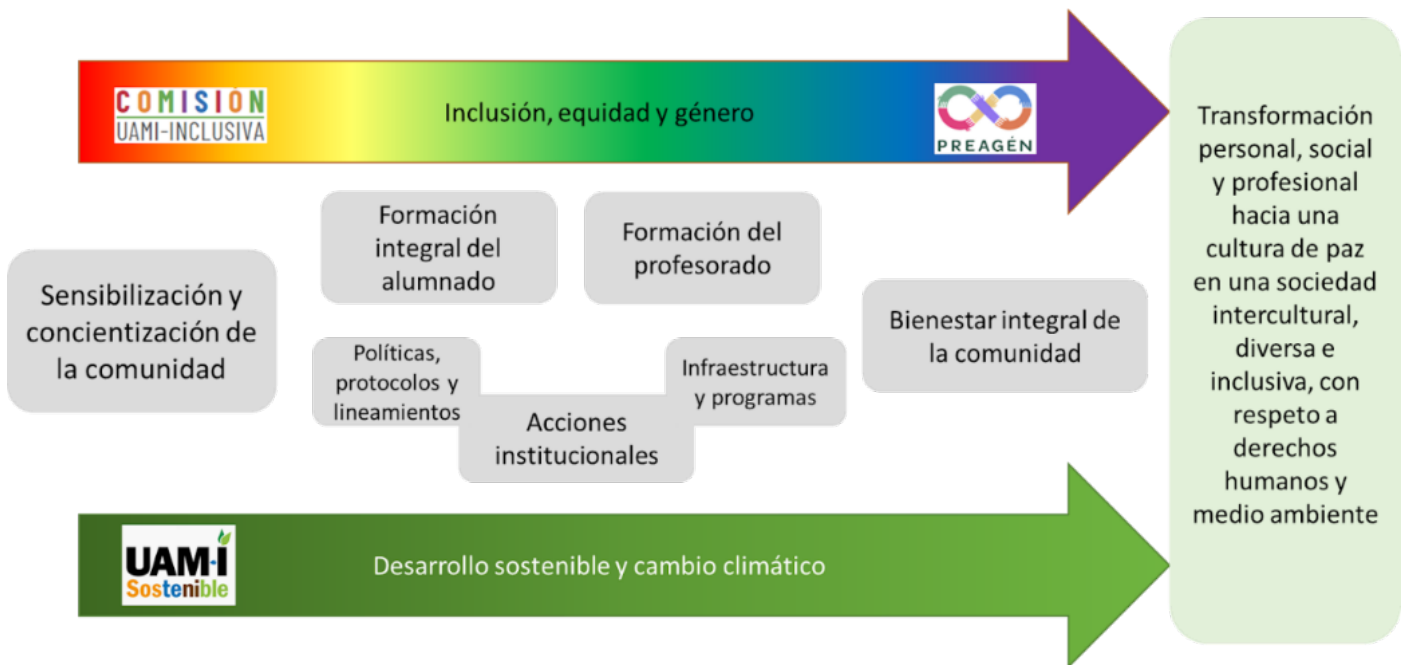 COMISIÓN
UAMI-INCLUSIVA
Inclusión, equidad y género
PREAGÉN
Sensibilización y
concientización de
la comunidad
Formación
integral del
alumnado
Formación del
profesorado
Políticas,
protocolos y
lineamientos
Acciones
institucionales
Infraestructura
y programas
Bienestar integral de
la comunidad
UAM-I
Sostenible
Desarrollo sostenible y cambio climático
Transformación
personal, social
y profesional
hacia una
cultura de paz
en una sociedad
intercultural,
diversa e
inclusiva, con
respeto a
derechos
humanos y
medio ambiente